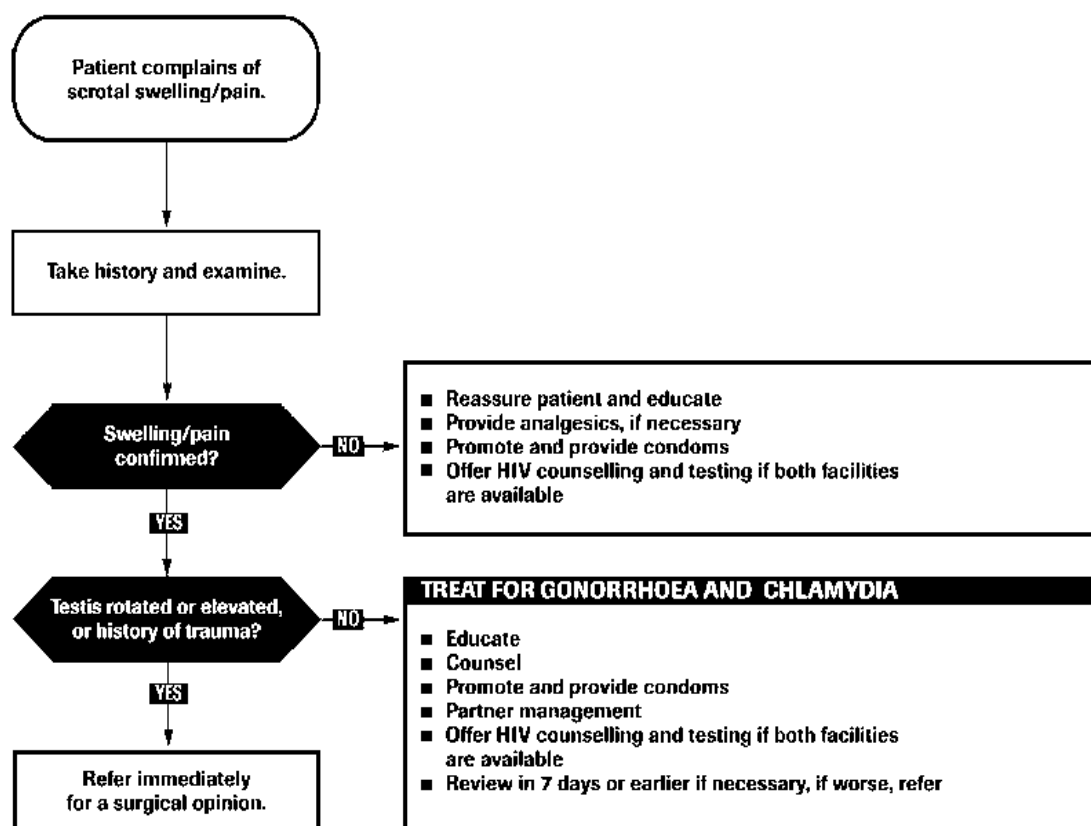 Patient complains of
scrotal swelling/pain.
Take history and examine.
Swelling/pain
confirmed?
NO
■ Reassure patient and educate
■ Provide analgesics, if necessary
■ Promote and provide condoms
■ Offer HIV counselling and testing if both facilities
are available
YES
Testis rotated or elevated,
or history of trauma?
NO
TREAT FOR GONORRHOEA AND CHLAMYDIA
■ Educate
■ Counsel
■ Promote and provide condoms
■ Partner management
■ Offer HIV counselling and testing if both facilities
are available
■ Review in 7 days or earlier if necessary, if worse, refer
YES
Refer immediately
for a surgical opinion.